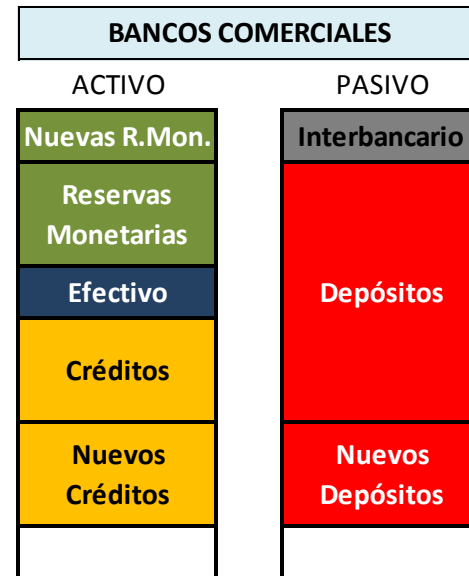 BANCOS COMERCIALES
ACTIVO
PASIVO
Nuevas R.Mon.
Interbancario
Reservas
Monetarias
Efectivo
Depósitos
Créditos
Nuevos
Créditos
Nuevos
Depósitos